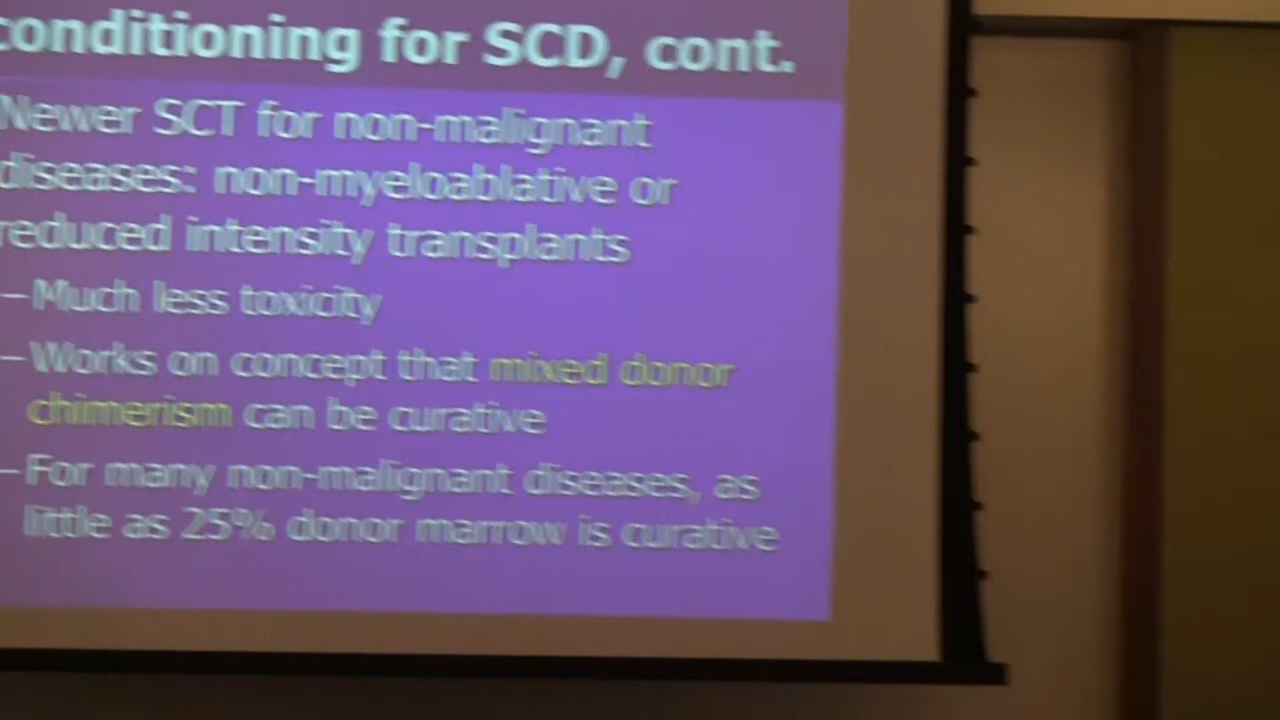 conditioning for SCD, cont.
Newer SCT for non-malignant
diseases: non-myeloablative or
reduced intensity transplants
– Much less toxicity
– Works on concept that mixed donor
chimerism can be curative
– For many non-malignant diseases, as
little as 25% donor marrow is curative